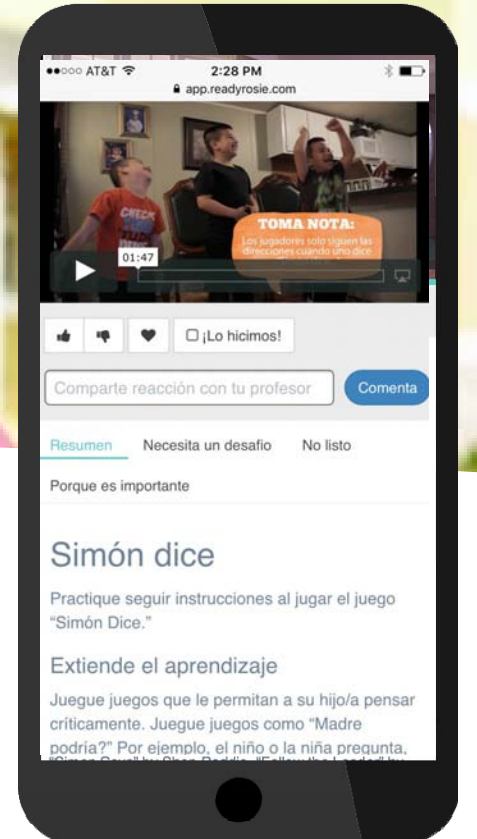 AT&T 2:28 PM
app.readyrosie.com
CHECK
TOMA NOTA:
Los jugadores solo siguen las
direcciones cuando uno dice
01:47
¡Lo hicimos!
Comparte reacción con tu profesor Comenta
Resumen Necesita un desafio No listo
Porque es importante
Simón dice
Practique seguir instrucciones al jugar el juego
“Simón Dice.”
Extiende el aprendizaje
Juegue juegos que le permitan a su hijo/a pensar
críticamente. Juegue juegos como “Madre
podría?” Por ejemplo, el niño o la niña pregunta,